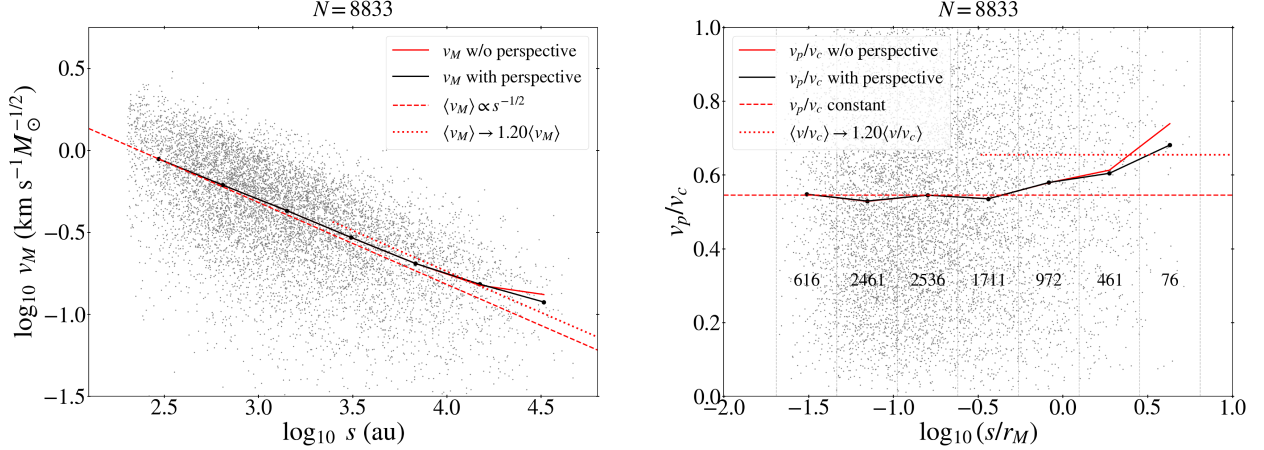 N = 8833
log₁₀ v_M (km s⁻¹M_⊙^{−1/2})
0.5
0.0
−0.5
−1.0
−1.5
v_M w/o perspective
v_M with perspective
⟨v_M⟩ ∝ s^{−1/2}
⟨v_M⟩ → 1.20⟨v_M⟩
2.5 3.0 3.5 4.0 4.5
log₁₀ s (au)
N = 8833
v_p/v_c
1.0
0.8
0.6
0.4
0.2
0.0
v_p/v_c w/o perspective
v_p/v_c with perspective
v_p/v_c constant
⟨v/v_c⟩ → 1.20⟨v/v_c⟩
616 2461 2536 1711 972 461 76
−2.0 −1.5 −1.0 −0.5 0.0 0.5 1.0
log₁₀ (s/r_M)